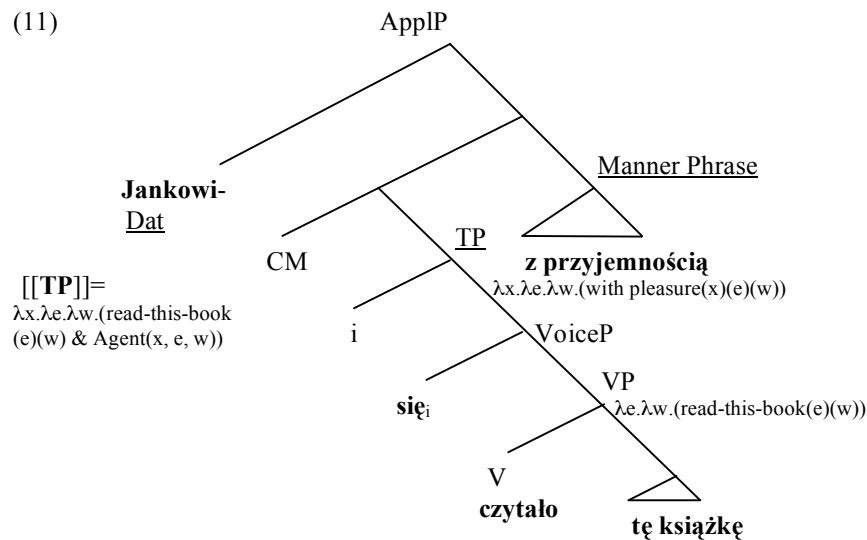 (11)
ApplP
Manner Phrase
Jankowi-
Dat
CM
TP
z przyjemnością
λx.λe.λw.(with pleasure(x)(e)(w))
[[TP]]=
λx.λe.λw.(read-this-book
(e)(w) & Agent(x, e, w))
i
VoiceP
VP
sięi
λe.λw.(read-this-book(e)(w))
V
czytało
tę książkę